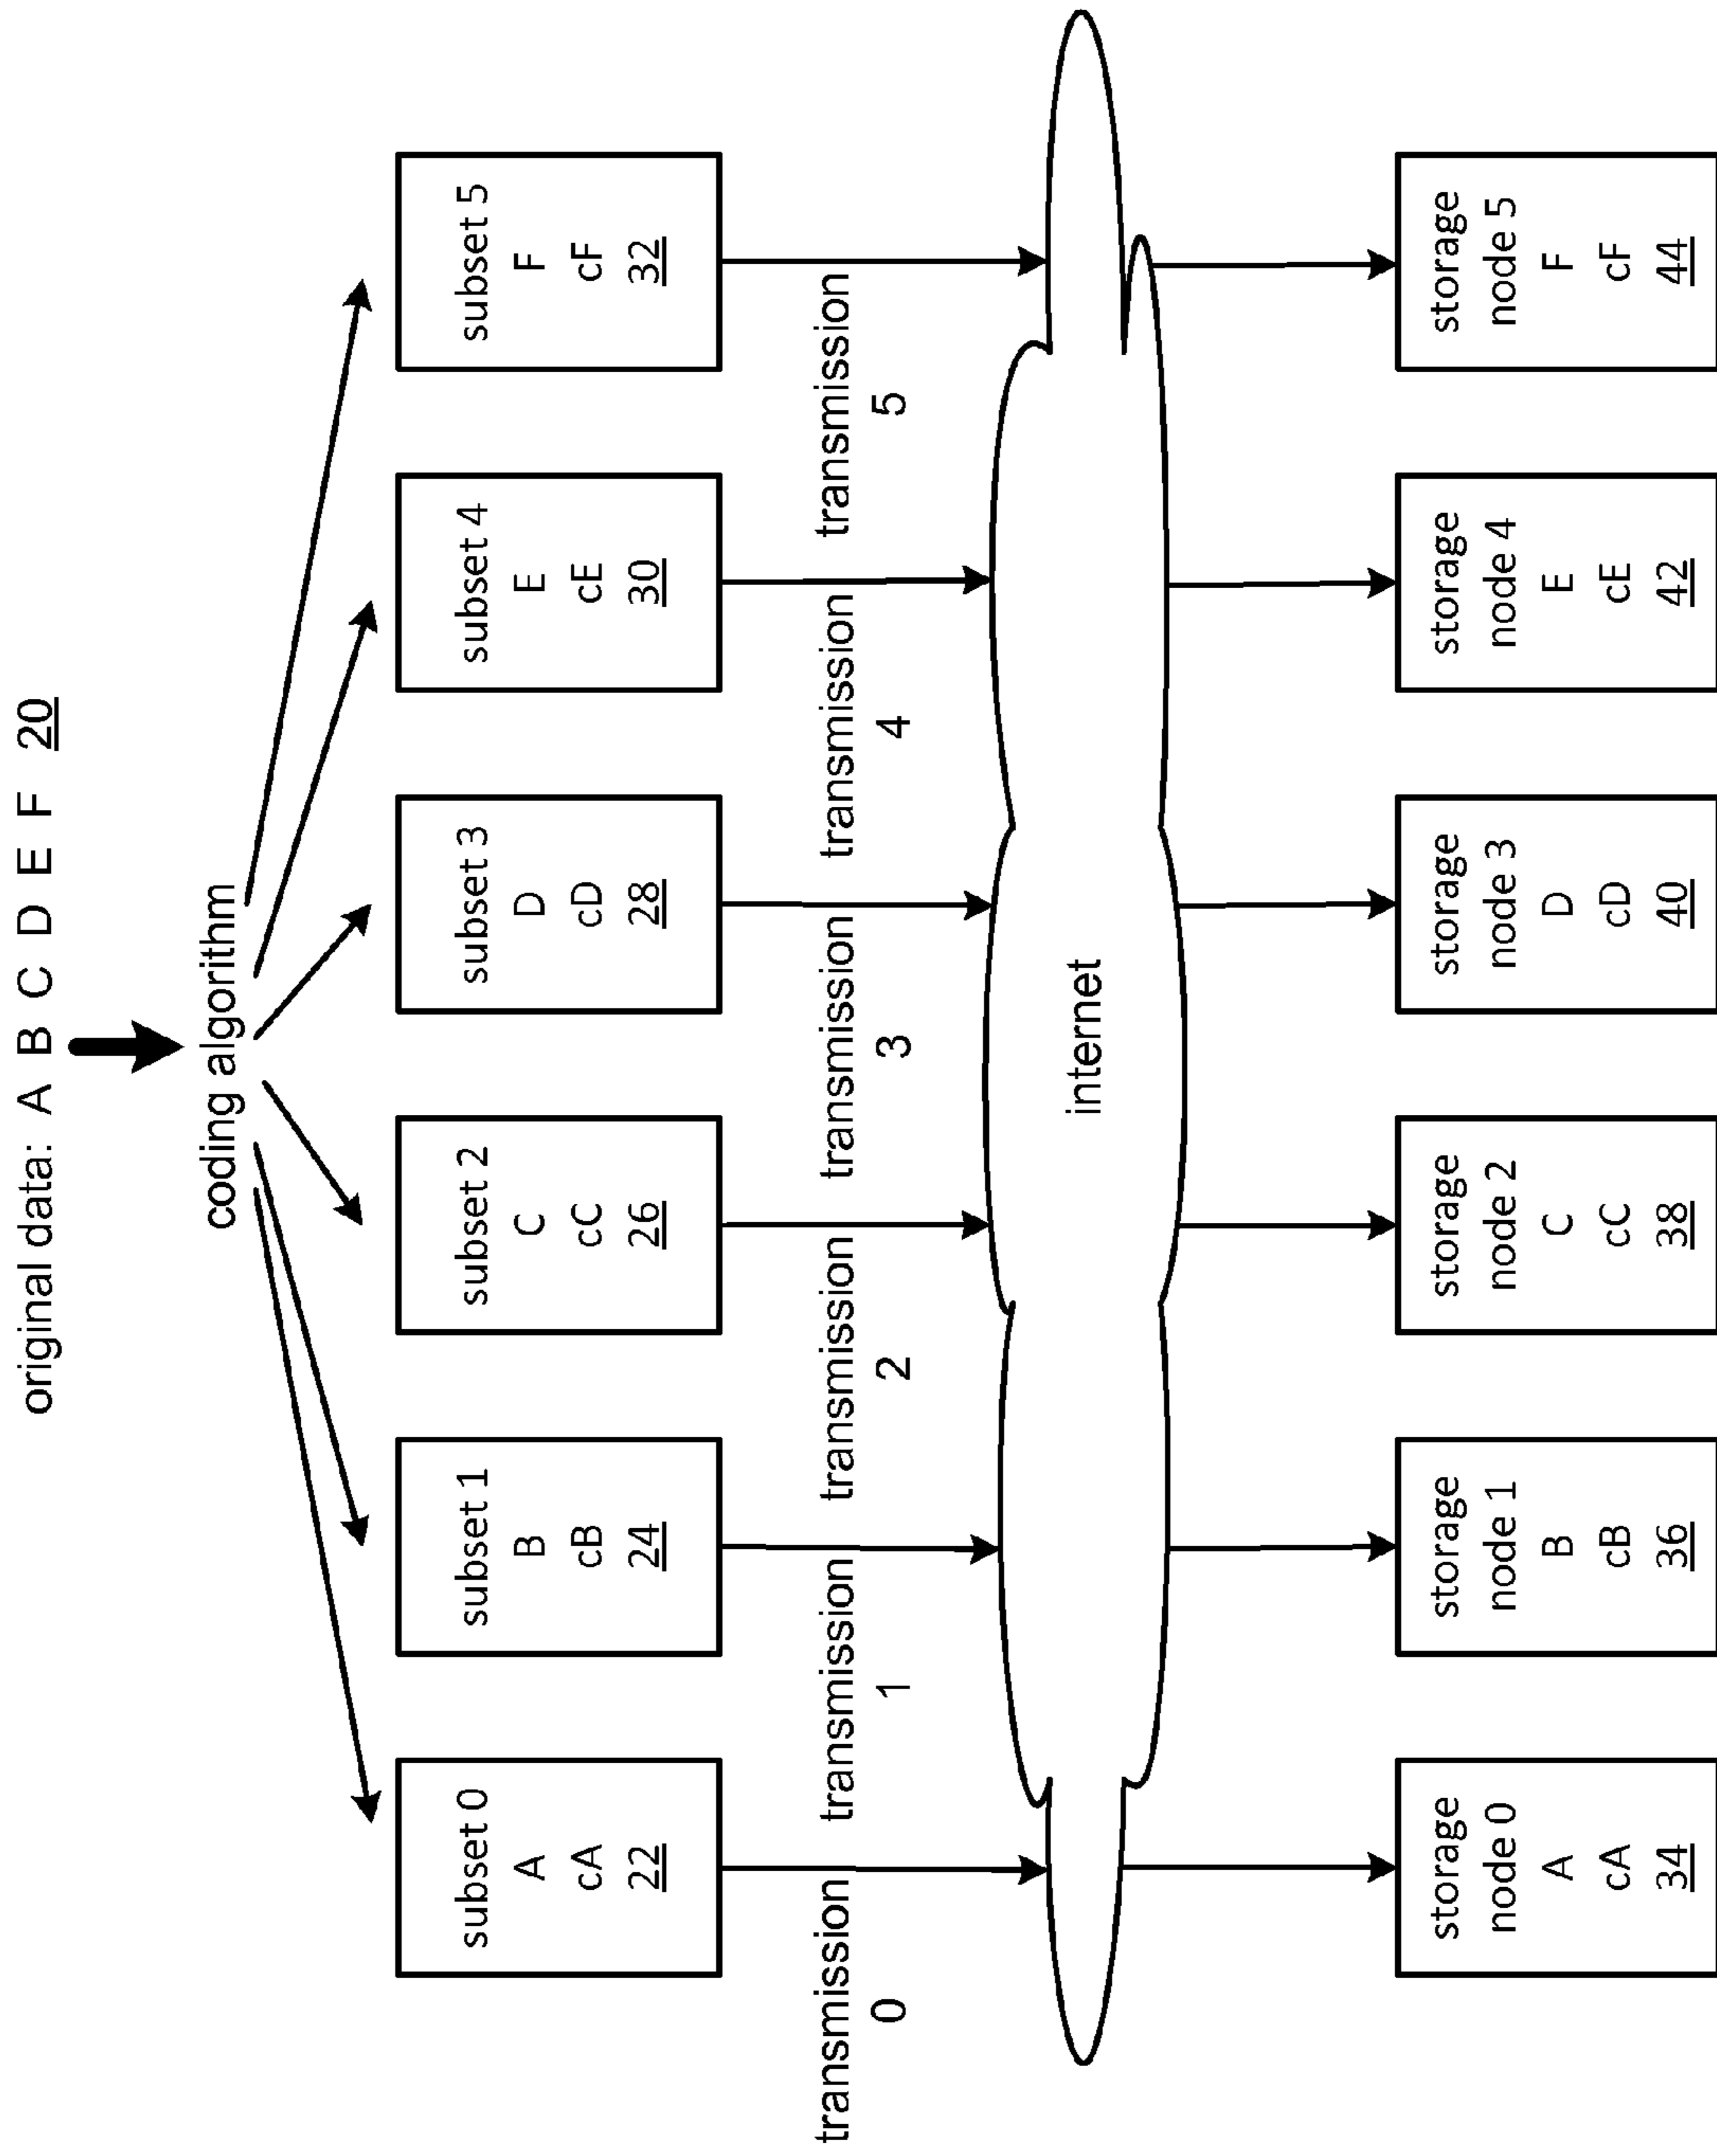 original data: A B C D E F 20
coding algorithm
subset 0
A
cA
22
subset 1
B
cB
24
subset 2
C
cC
26
subset 3
D
cD
28
subset 4
E
cE
30
subset 5
F
cF
32
transmission
0
transmission
1
transmission
2
transmission
3
transmission
4
transmission
5
internet
storage
node 0
A
cA
34
storage
node 1
B
cB
36
storage
node 2
C
cC
38
storage
node 3
D
cD
40
storage
node 4
E
cE
42
storage
node 5
F
cF
44